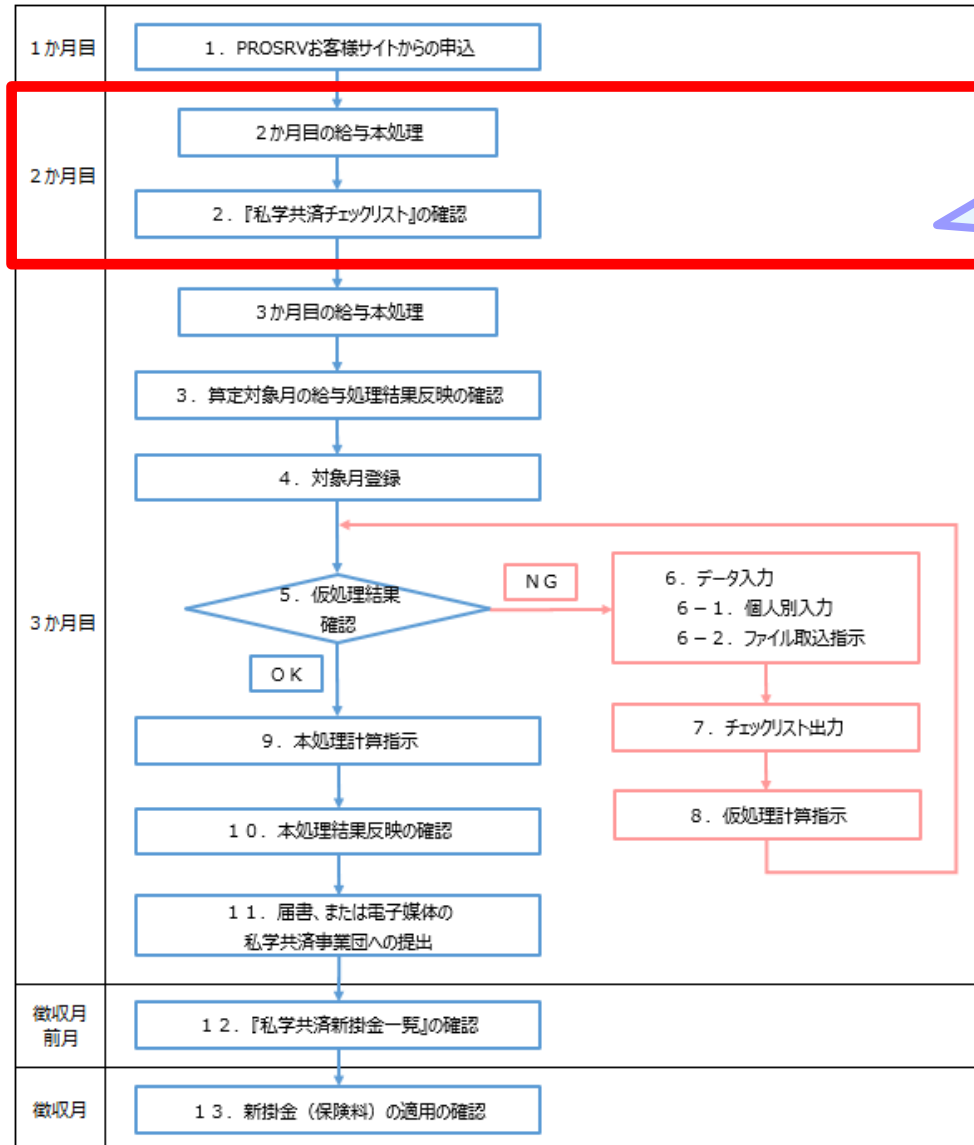 1か月目
1．PROSRVお客様サイトからの申込
2か月目
2か月目の給与本処理
2．『私学共済チェックリスト』の確認
3か月目
3か月目の給与本処理
3．算定対象月の給与処理結果反映の確認
4．対象月登録
5．仮処理結果
確認
NG
OK
6．データ入力
6－1．個人別入力
6－2．ファイル取込指示
7．チェックリスト出力
8．仮処理計算指示
9．本処理計算指示
10．本処理結果反映の確認
11．届書、または電子媒体の
私学共済事業団への提出
徴収月
前月
12．『私学共済新掛金一覧』の確認
徴収月
13．新掛金（保険料）の適用の確認